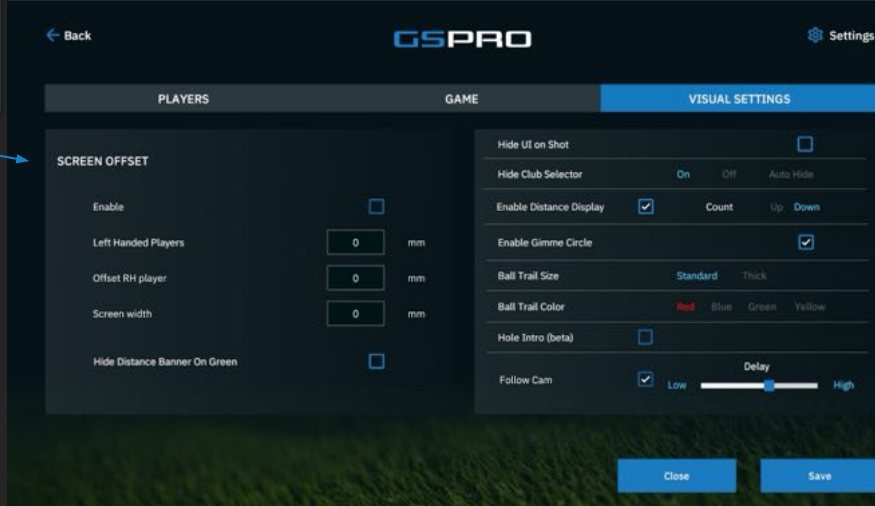 Back
GSPRO
Settings
PLAYERS
GAME
VISUAL SETTINGS
SCREEN OFFSET
Enable
Left Handed Players 0 mm
Offset RH player 0 mm
Screen width 0 mm
Hide Distance Banner On Green
Hide UI on Shot
Hide Club Selector On Off Auto Hide
Enable Distance Display Count Up Down
Enable Gimme Circle
Ball Trail Size Standard Thick
Ball Trail Color Red Blue Green Yellow
Hole Intro (beta)
Delay
Follow Cam Low High
Close
Save